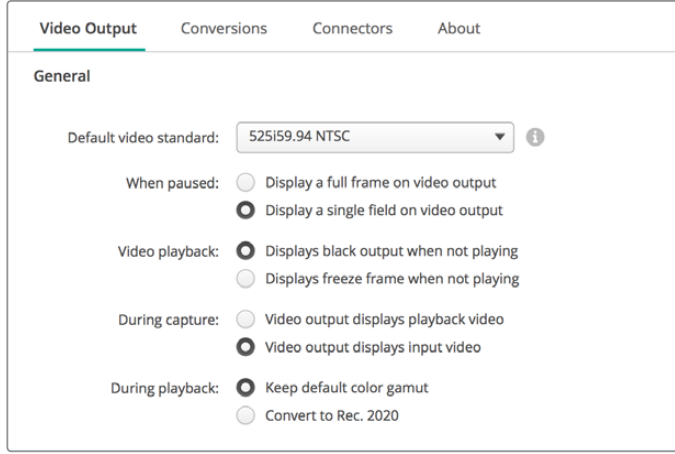 Video Output Conversions Connectors About
General
Default video standard: 525i59.94 NTSC
When paused: Display a full frame on video output
Display a single field on video output
Video playback: Displays black output when not playing
Displays freeze frame when not playing
During capture: Video output displays playback video
Video output displays input video
During playback: Keep default color gamut
Convert to Rec. 2020